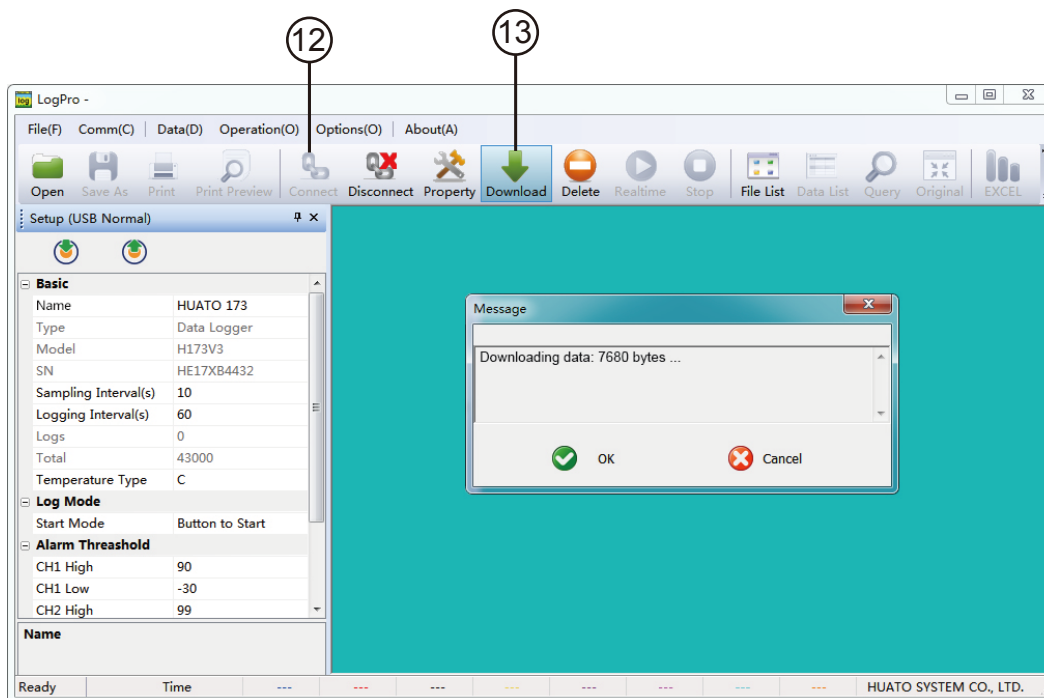 12 13
log LogPro -
File(F) Comm(C) Data(D) Operation(O) Options(O) About(A)
Open Save As Print Print Preview Connect Disconnect Property Download Delete Realtime Stop File List Data List Query Original EXCEL
Setup (USB Normal)
Basic
Name HUATO 173
Type Data Logger
Model H173V3
SN HE17XB4432
Sampling Interval(s) 10
Logging Interval(s) 60
Logs 0
Total 43000
Temperature Type C
Log Mode
Start Mode Button to Start
Alarm Threashold
CH1 High 90
CH1 Low -30
CH2 High 99
Name
Message
Downloading data: 7680 bytes ...
OK Cancel
Ready Time --- --- --- --- --- --- --- --- HUATO SYSTEM CO., LTD.